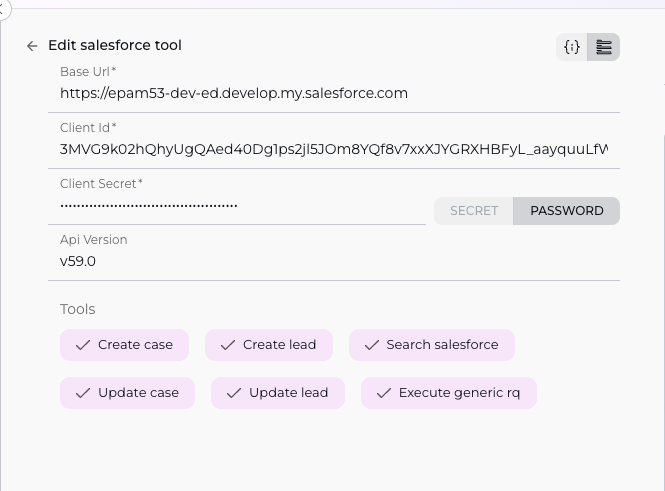 Edit salesforce tool
Base Url*
https://epam53-dev-ed.develop.my.salesforce.com
Client Id*
3MVG9k02hQhyUgQAed40Dg1ps2jl5JOm8YQf8v7xxXJYGRXHBFyL_aayquuLfW
Client Secret*
SECRET PASSWORD
Api Version
v59.0
Tools
Create case Create lead Search salesforce
Update case Update lead Execute generic rq